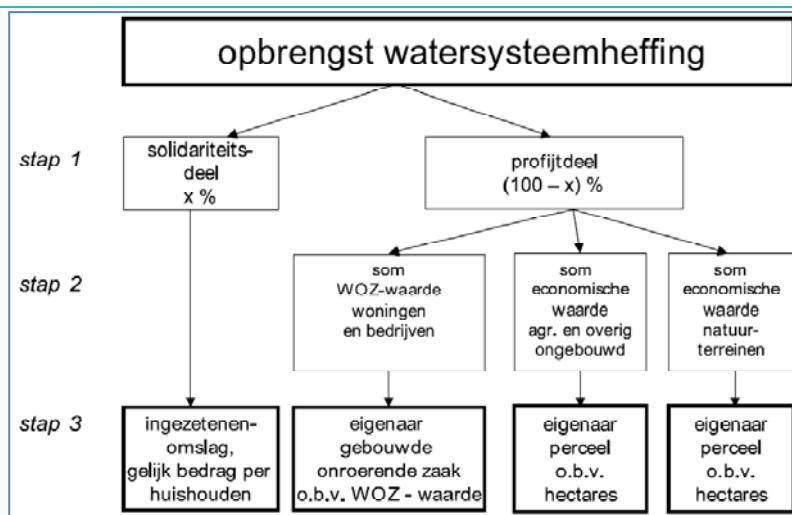 opbrengst watersysteemheffing
stap 1
solidariteits-
deel
x %
profijtdeel
(100 – x) %
stap 2
som
WOZ-waarde
woningen
en bedrijven
som
economische
waarde
agr. en overig
ongebouwd
som
economische
waarde
natuur-
terreinen
stap 3
ingezetenen-
omslag,
gelijk bedrag per
huishouden
eigenaar
gebouwde
onroerende zaak
o.b.v. WOZ - waarde
eigenaar
perceel
o.b.v.
hectares
eigenaar
perceel
o.b.v.
hectares